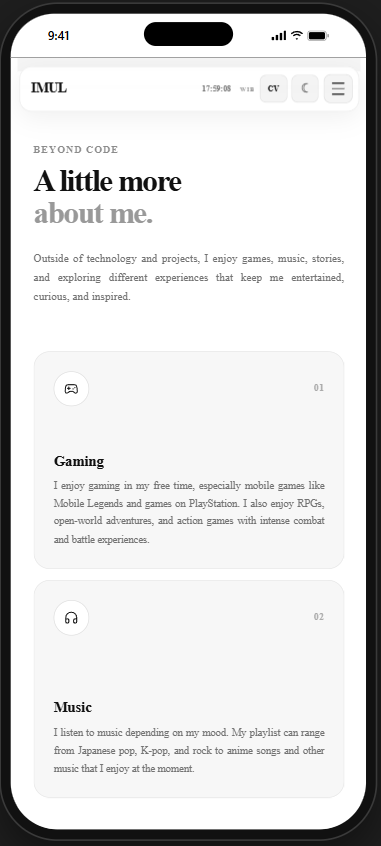 9:41
IMUL
17:59:08 WIB CV
BEYOND CODE
A little more
about me.
Outside of technology and projects, I enjoy games, music, stories,
and exploring different experiences that keep me entertained,
curious, and inspired.
01
Gaming
I enjoy gaming in my free time, especially mobile games like
Mobile Legends and games on PlayStation. I also enjoy RPGs,
open-world adventures, and action games with intense combat
and battle experiences.
02
Music
I listen to music depending on my mood. My playlist can range
from Japanese pop, K-pop, and rock to anime songs and other
music that I enjoy at the moment.